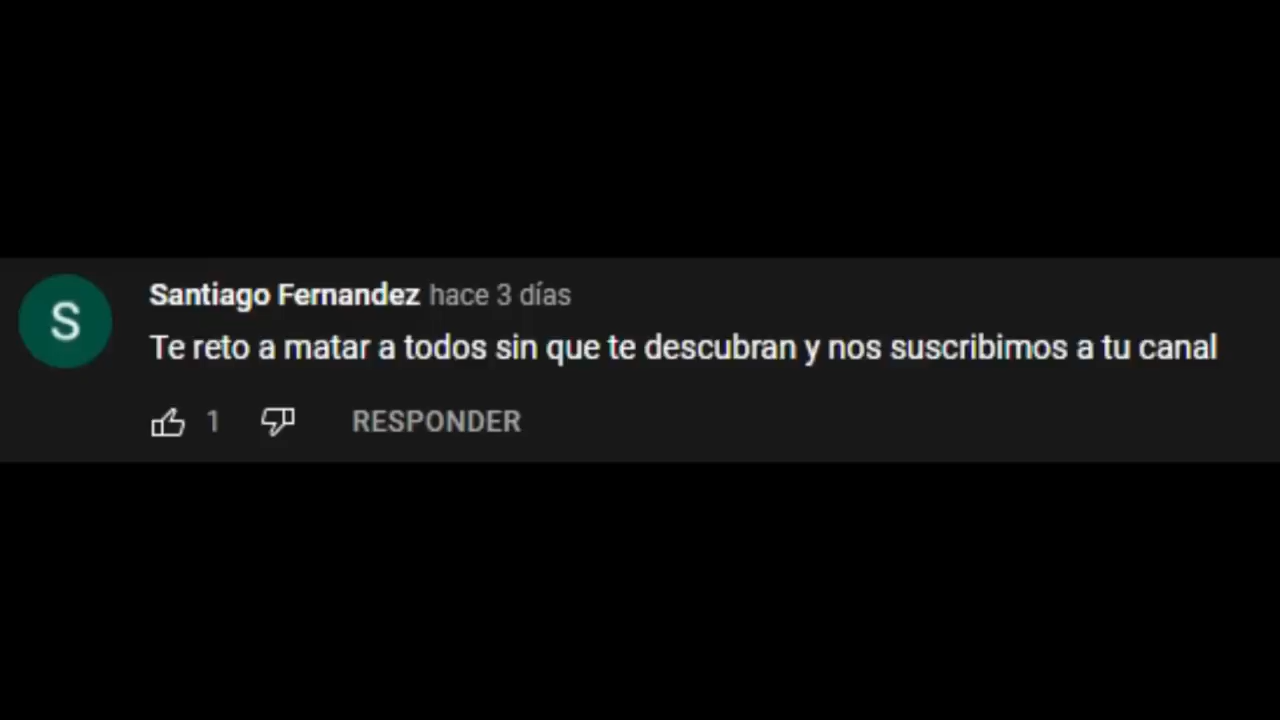 S
Santiago Fernandez hace 3 días
Te reto a matar a todos sin que te descubran y nos suscribimos a tu canal
1 RESPONDER